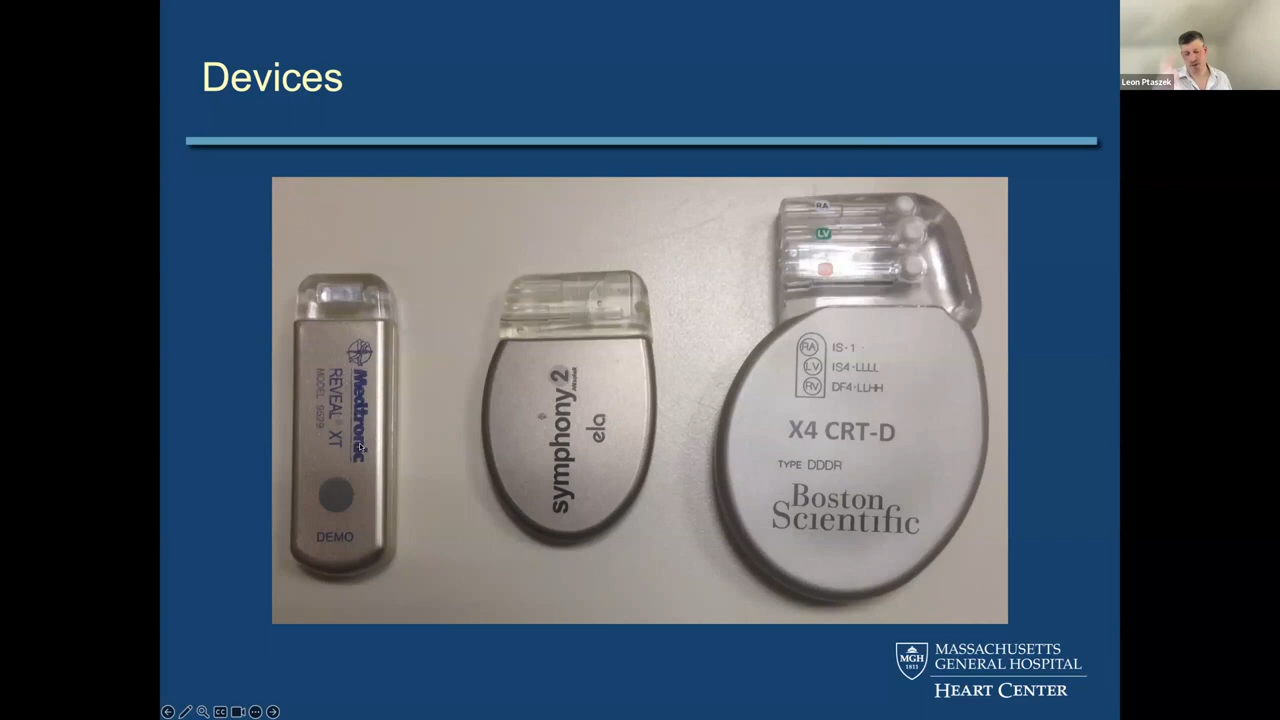 Devices
Leon Ptaszek
Medtronic
REVEAL® XT
MODEL 9529
DEMO
symphony 2
ela
RA
LV
RA IS-1
LV IS4-LLLL
RV DF4-LLHH
X4 CRT-D
TYPE DDDR
Boston
Scientific
MGH
1811
MASSACHUSETTS
GENERAL HOSPITAL
HEART CENTER
CC